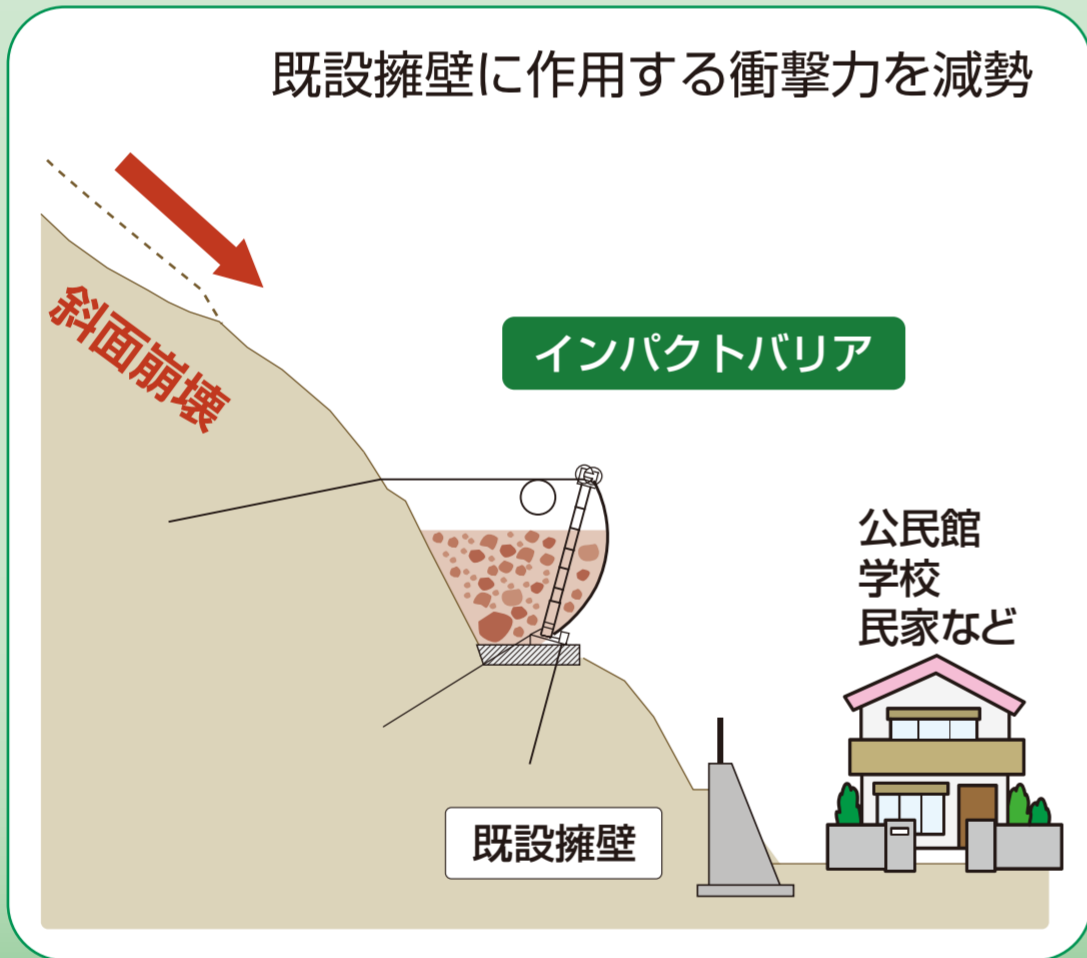 既設擁壁に作用する衝撃力を減勢
斜面崩壊
インパクトバリア
公民館
学校
民家など
既設擁壁